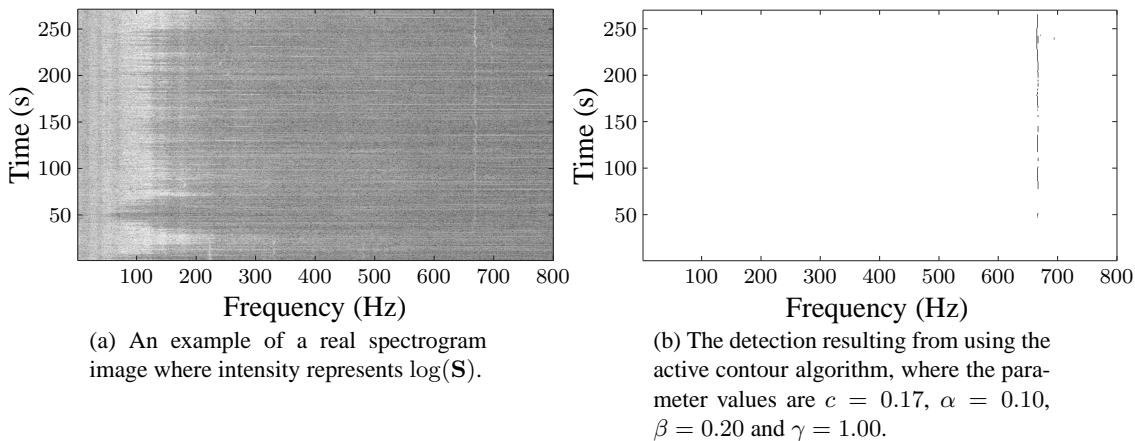 250
200
150
100
50
Time (s)
100 200 300 400 500 600 700 800
Frequency (Hz)
(a) An example of a real spectrogram
image where intensity represents log(S).
250
200
150
100
50
Time (s)
100 200 300 400 500 600 700 800
Frequency (Hz)
(b) The detection resulting from using the
active contour algorithm, where the para-
meter values are c = 0.17, α = 0.10,
β = 0.20 and γ = 1.00.